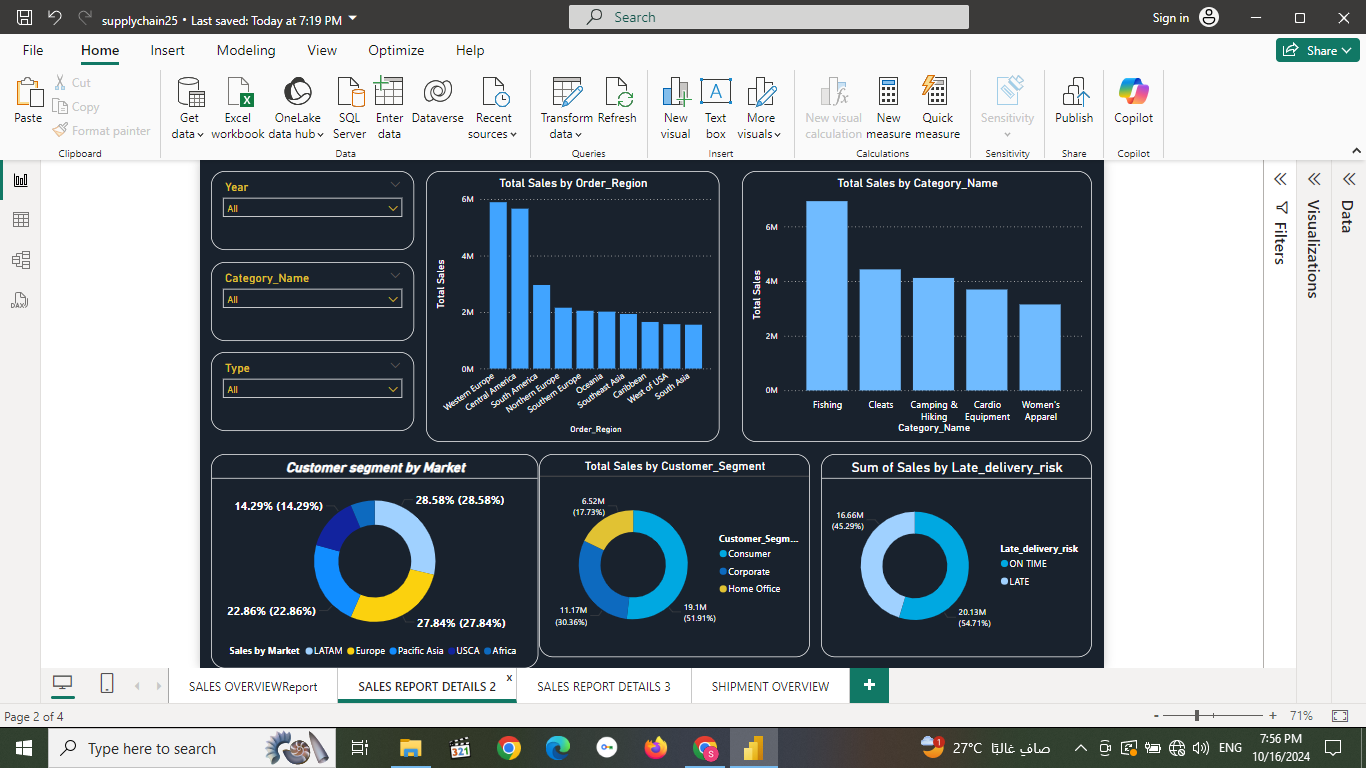 supplychain25 • Last saved: Today at 7:19 PM
Search
Sign in
File Home Insert Modeling View Optimize Help
Share
Paste
Cut
Copy
Format painter
Clipboard
Get data
Excel workbook
OneLake data hub
SQL Server
Enter data
Dataverse
Recent sources
Data
Transform data
Refresh
Queries
New visual
Text box
More visuals
Insert
New visual calculation
New measure
Quick measure
Calculations
Sensitivity
Sensitivity
Publish
Share
Copilot
Copilot
Year
All
Category_Name
All
Type
All
Total Sales by Order_Region
Total Sales
6M
4M
2M
0M
Western Europe
Central America
South America
Northern Europe
Southern Europe
Oceania
Southeast Asia
Caribbean
West of USA
South Asia
Order_Region
Total Sales by Category_Name
Total Sales
6M
4M
2M
0M
Fishing
Cleats
Camping & Hiking
Cardio Equipment
Women's Apparel
Category_Name
Customer segment by Market
14.29% (14.29%)
28.58% (28.58%)
22.86% (22.86%)
27.84% (27.84%)
Sales by Market LATAM Europe Pacific Asia USCA Africa
Total Sales by Customer_Segment
6.52M
(17.73%)
11.17M
(30.36%)
19.1M
(51.91%)
Customer_Segm...
Consumer
Corporate
Home Office
Sum of Sales by Late_delivery_risk
16.66M
(45.29%)
20.13M
(54.71%)
Late_delivery_risk
ON TIME
LATE
Filters
Visualizations
Data
DAX
SALES OVERVIEWReport
SALES REPORT DETAILS 2
x
SALES REPORT DETAILS 3
SHIPMENT OVERVIEW
+
Page 2 of 4
- + 71%
Type here to search
321
S
1
27°C صافٍ غالبًا
ENG
7:56 PM
10/16/2024